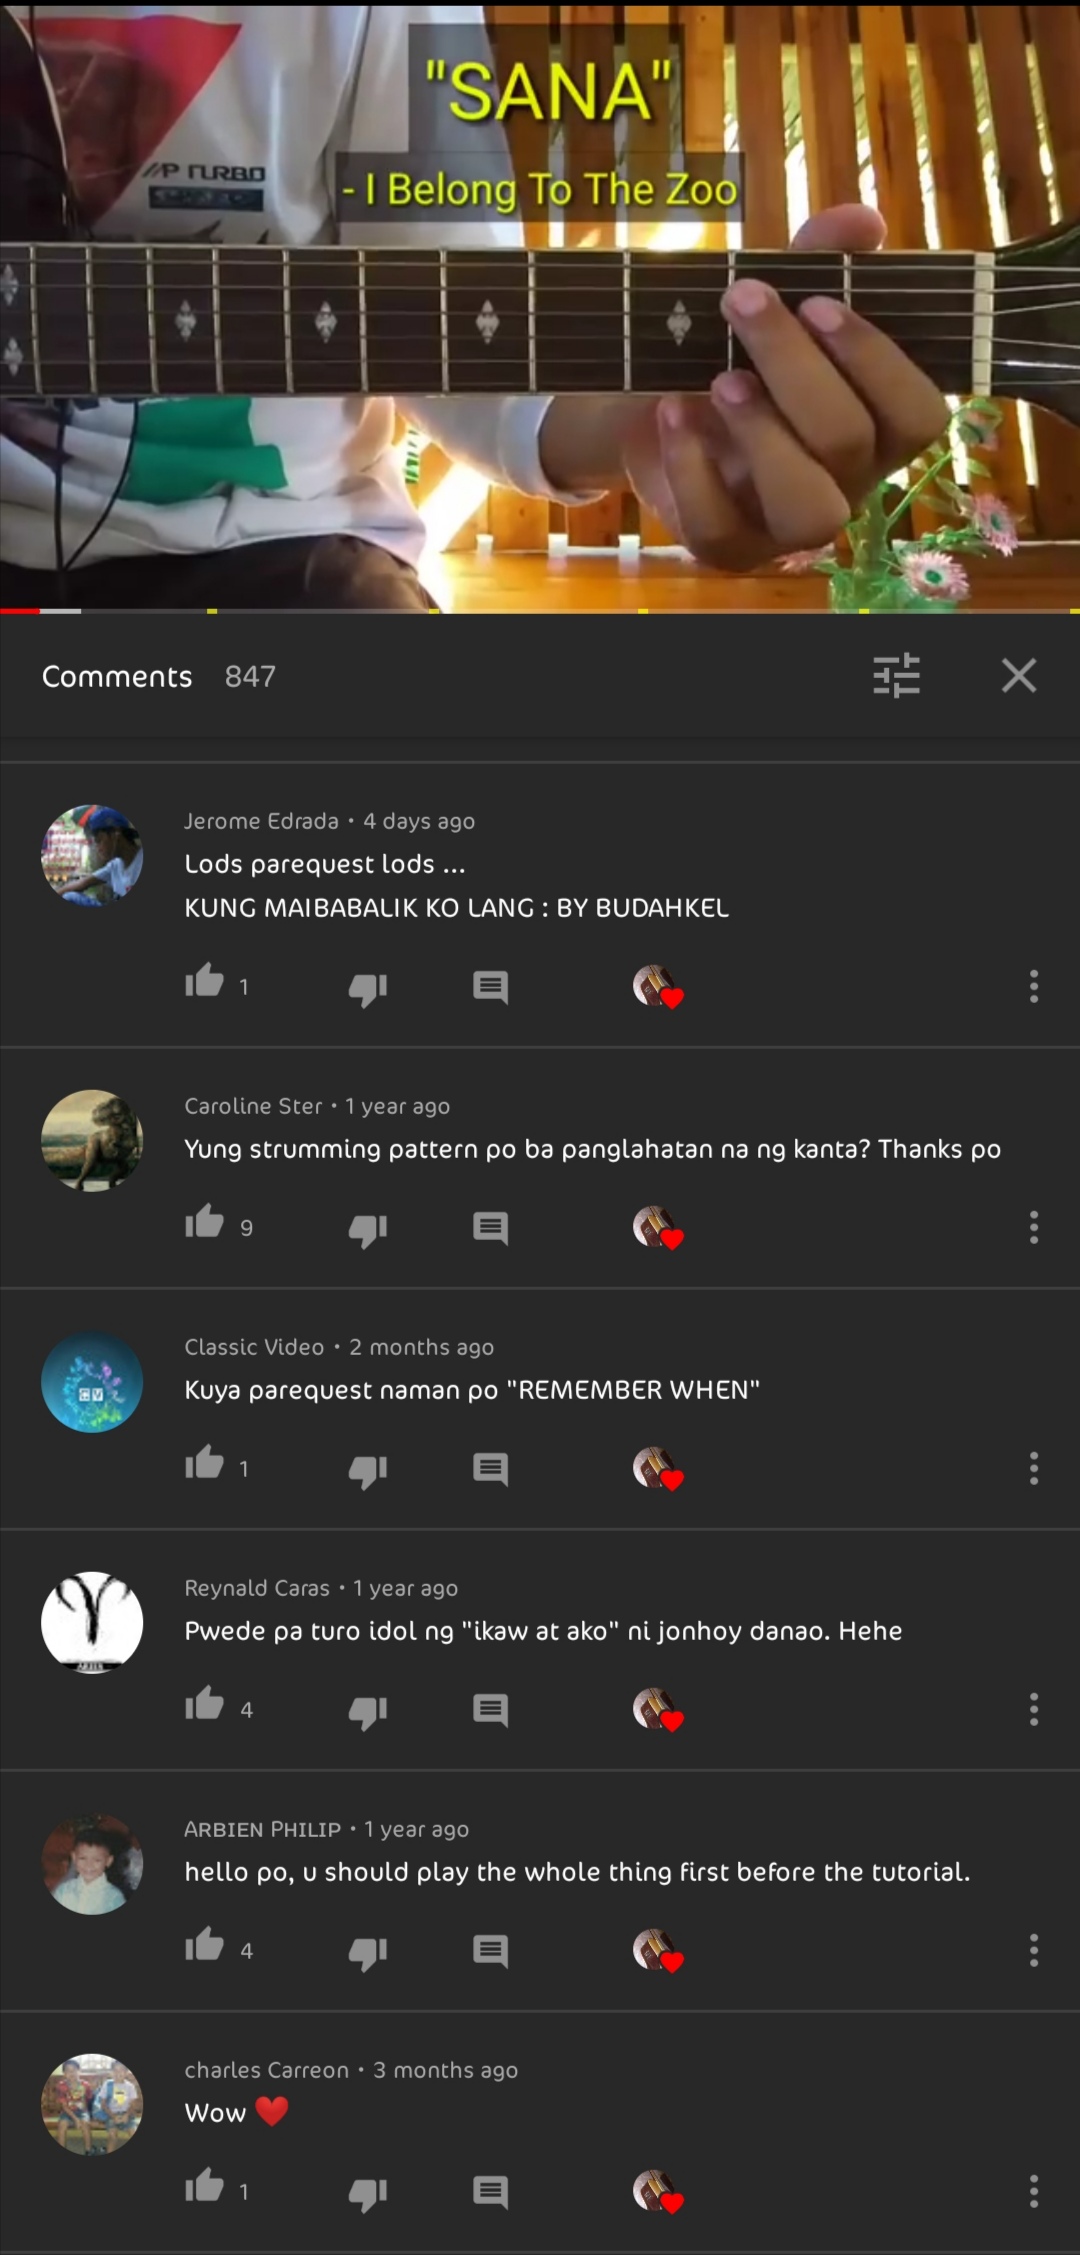 "SANA"
- I Belong To The Zoo
Comments 847
Jerome Edrada • 4 days ago
Lods parequest lods ...
KUNG MAIBABALIK KO LANG : BY BUDAHKEL
1
Caroline Ster • 1 year ago
Yung strumming pattern po ba panglahatan na ng kanta? Thanks po
9
Classic Video • 2 months ago
Kuya parequest naman po "REMEMBER WHEN"
CV
1
Reynald Caras • 1 year ago
Pwede pa turo idol ng "ikaw at ako" ni jonhoy danao. Hehe
4
ARBIEN PHILIP • 1 year ago
hello po, u should play the whole thing first before the tutorial.
4
charles Carreon • 3 months ago
Wow ❤️
1